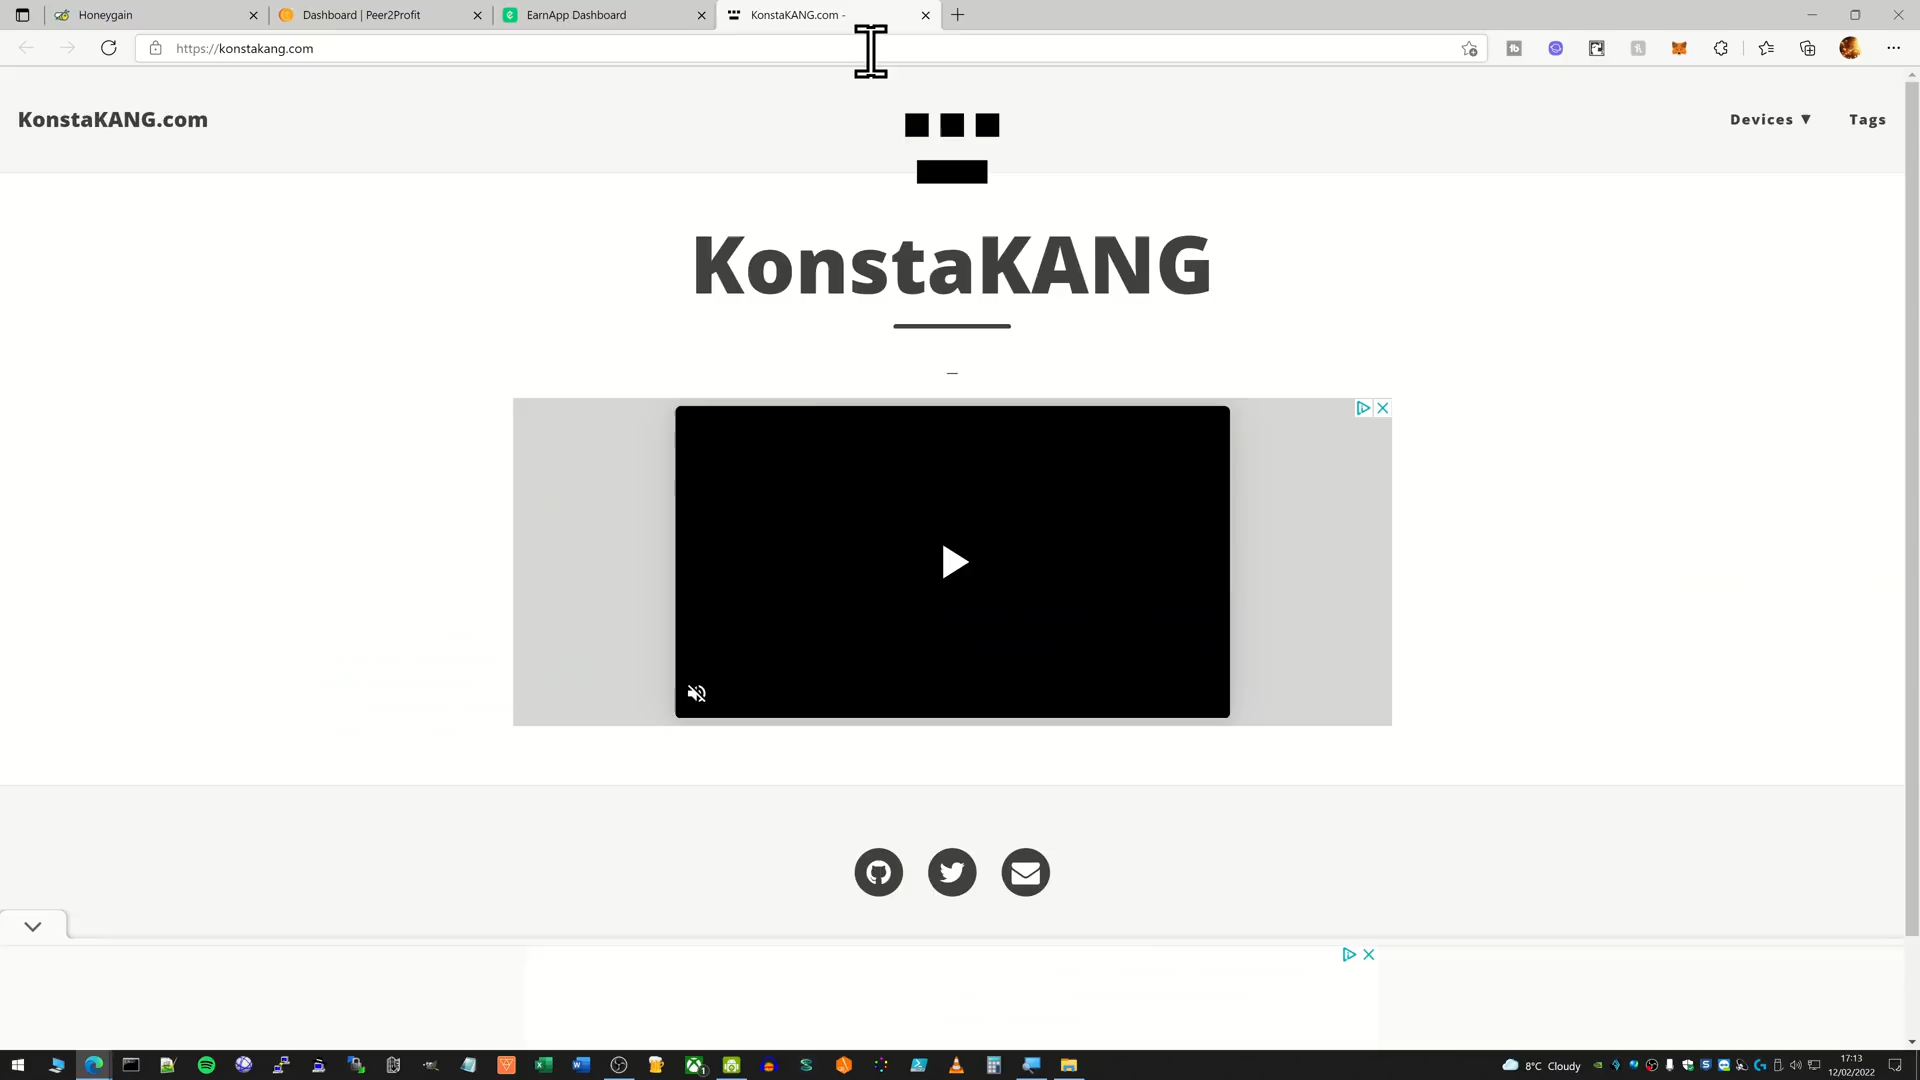 Honeygain
Dashboard | Peer2Profit
EarnApp Dashboard
KonstaKANG.com -
https://konstakang.com
KonstaKANG.com
Devices ▼
Tags
KonstaKANG
–
8°C Cloudy
17:13
12/02/2022